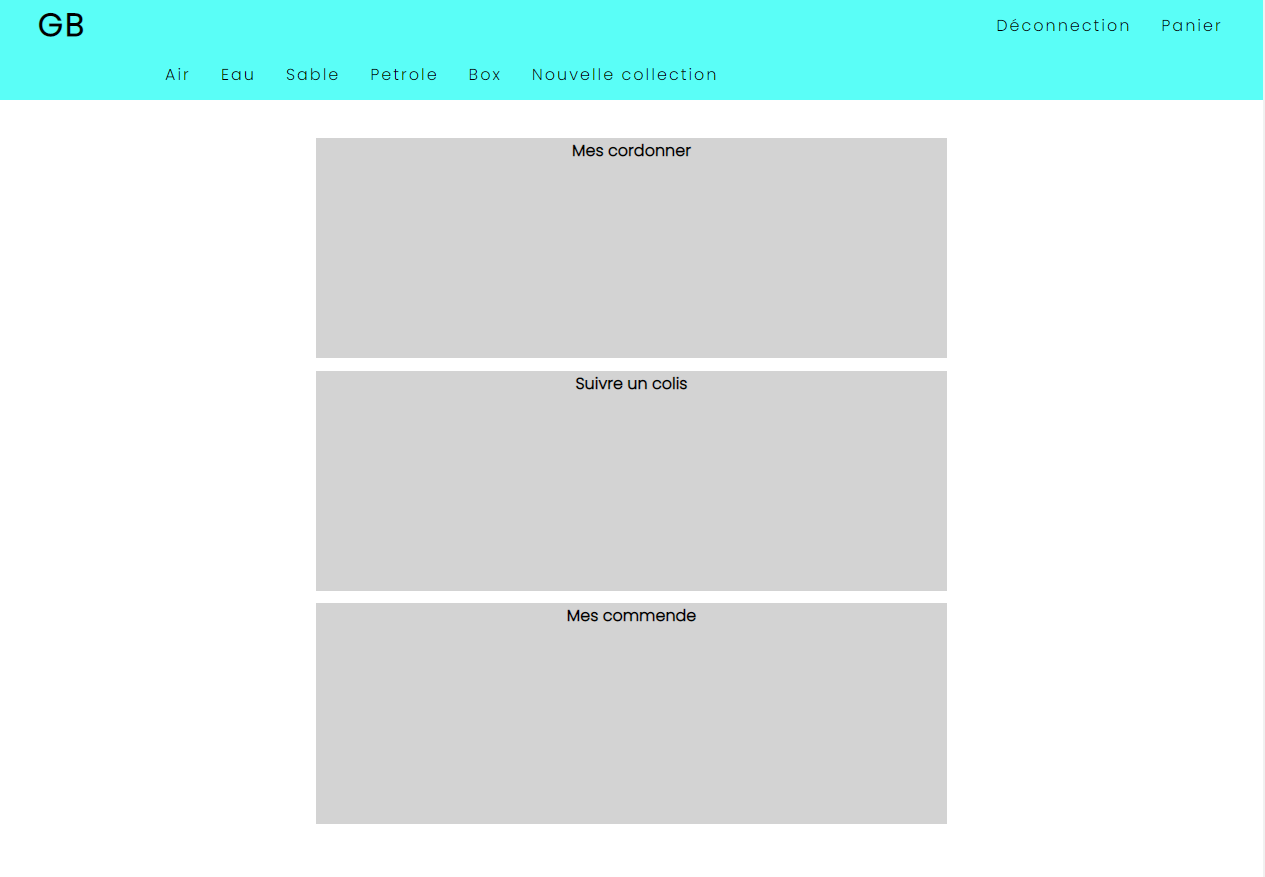 GB
Déconnection Panier
Air Eau Sable Petrole Box Nouvelle collection
Mes cordonner
Suivre un colis
Mes commende